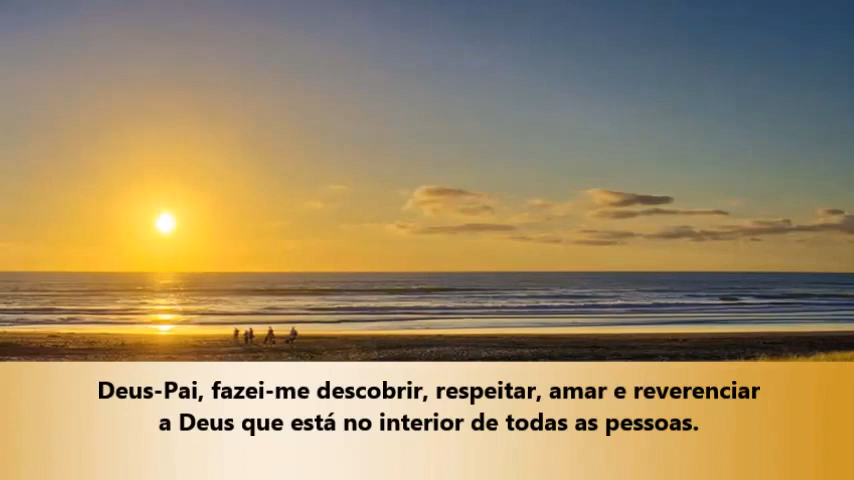 Deus-Pai, fazei-me descobrir, respeitar, amar e reverenciar
a Deus que está no interior de todas as pessoas.